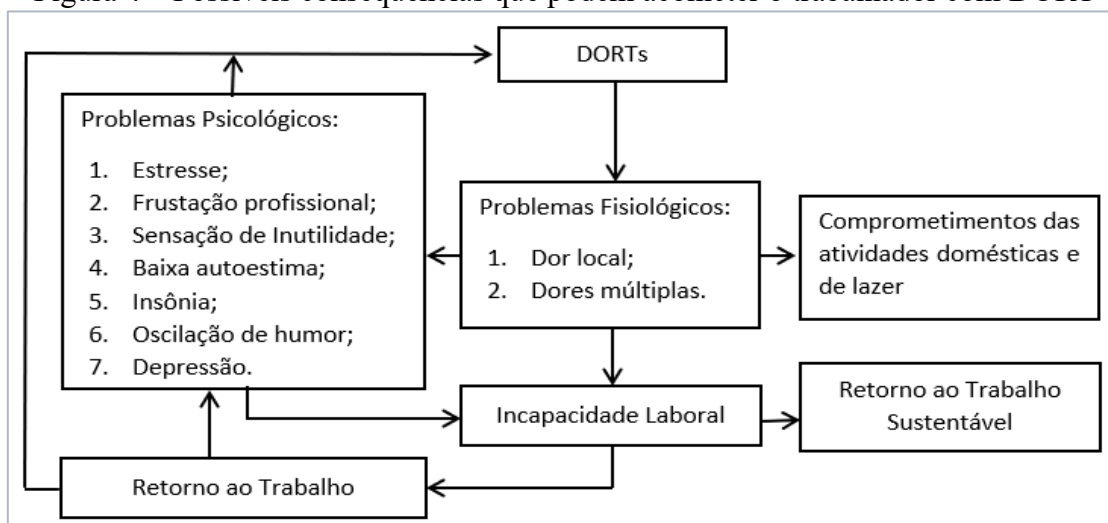 DORTs
Problemas Psicológicos:
1. Estresse;
2. Frustação profissional;
3. Sensação de Inutilidade;
4. Baixa autoestima;
5. Insônia;
6. Oscilação de humor;
7. Depressão.
Problemas Fisiológicos:
1. Dor local;
2. Dores múltiplas.
Comprometimentos das
atividades domésticas e
de lazer
Incapacidade Laboral
Retorno ao Trabalho
Sustentável
Retorno ao Trabalho